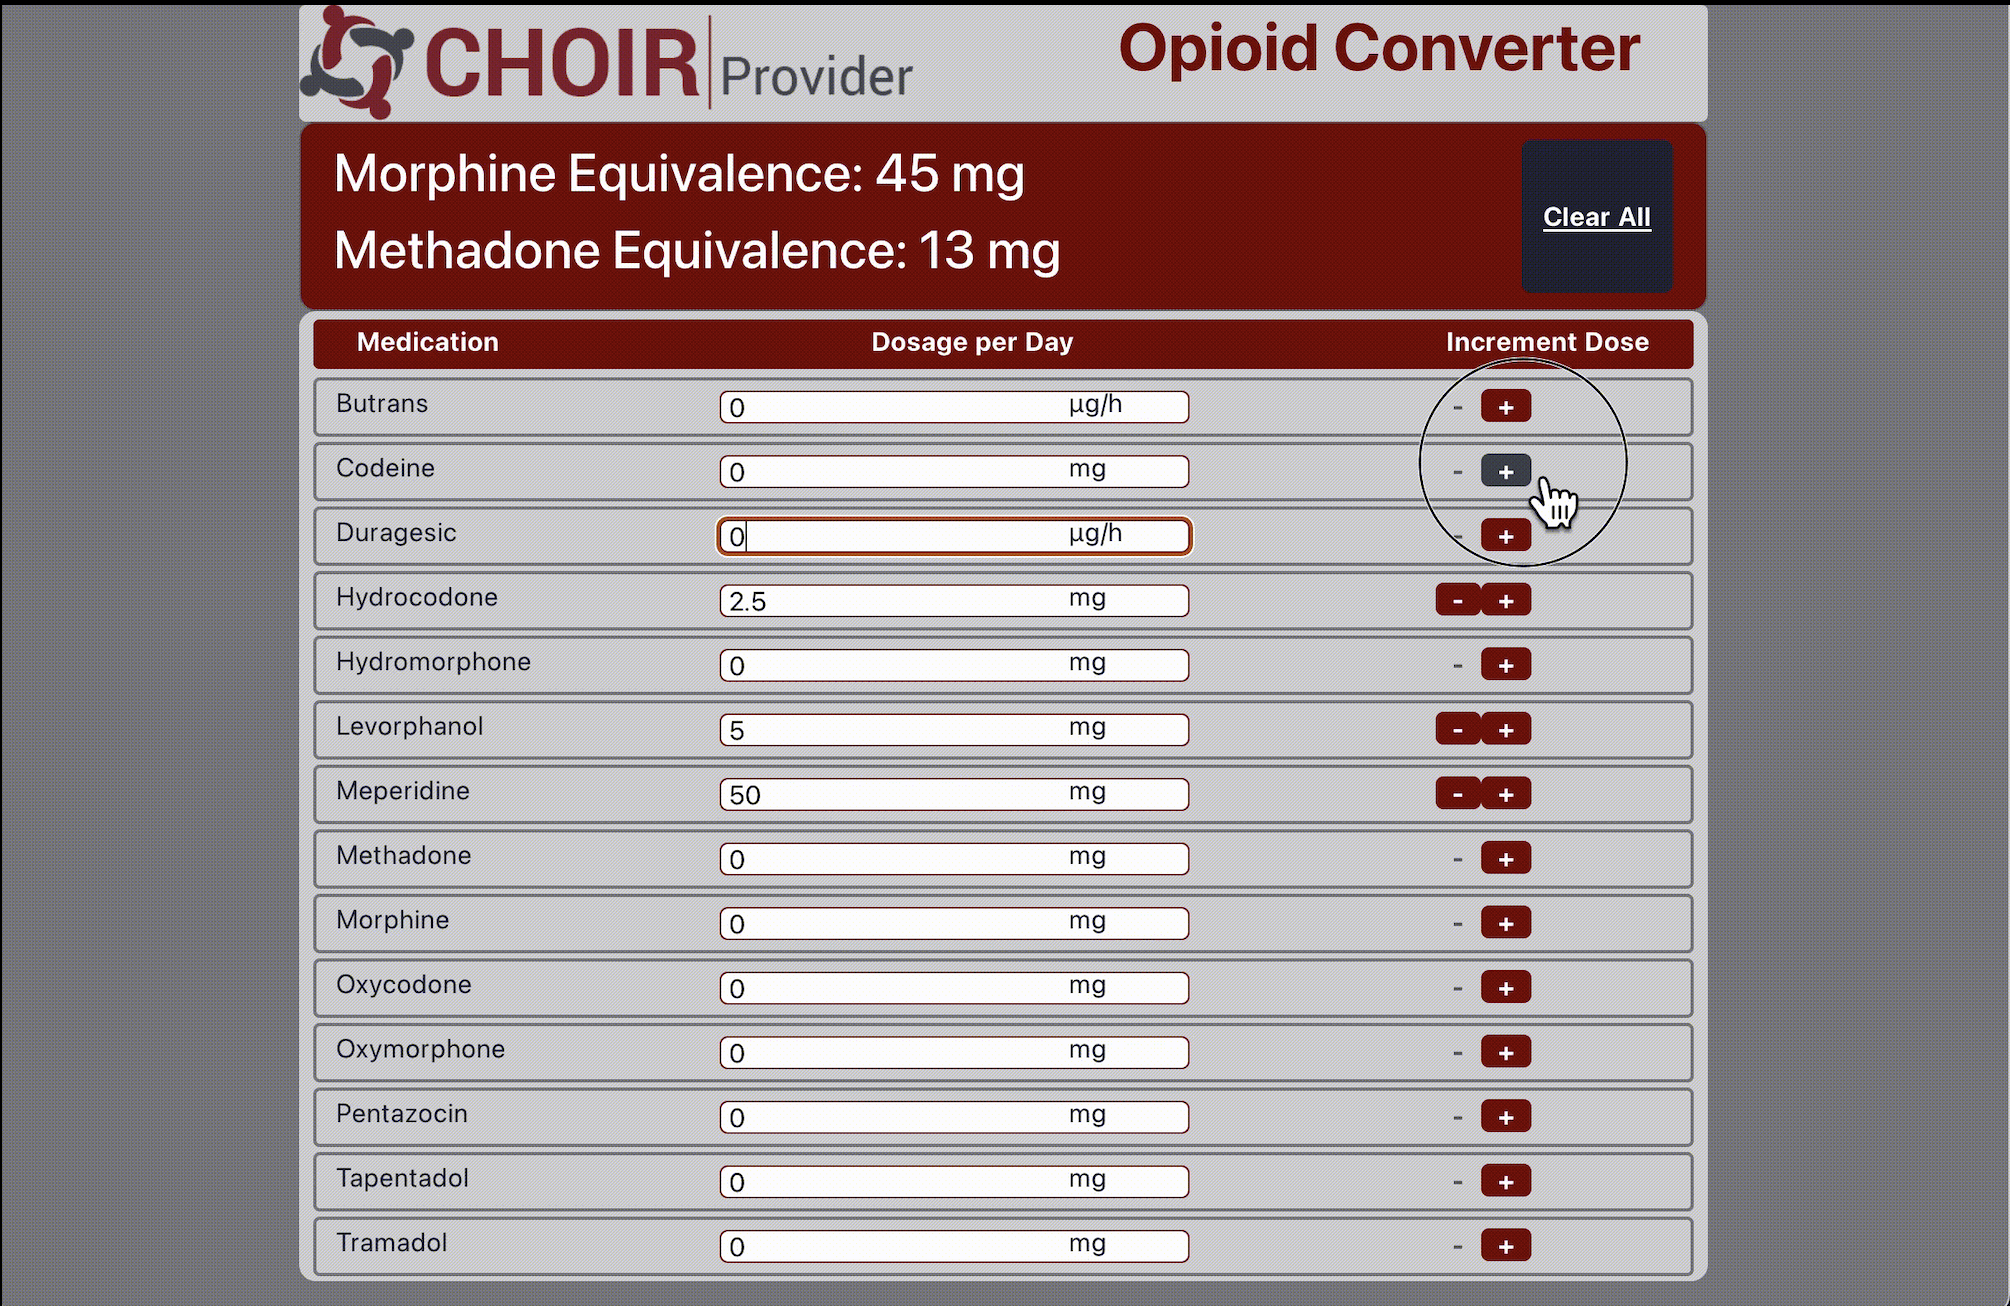 CHOIR Provider
Opioid Converter
Morphine Equivalence: 45 mg
Methadone Equivalence: 13 mg
Clear All
Medication Dosage per Day Increment Dose
Butrans 0 µg/h - +
Codeine 0 mg - +
Duragesic 0 µg/h - +
Hydrocodone 2.5 mg - +
Hydromorphone 0 mg - +
Levorphanol 5 mg - +
Meperidine 50 mg - +
Methadone 0 mg - +
Morphine 0 mg - +
Oxycodone 0 mg - +
Oxymorphone 0 mg - +
Pentazocin 0 mg - +
Tapentadol 0 mg - +
Tramadol 0 mg - +